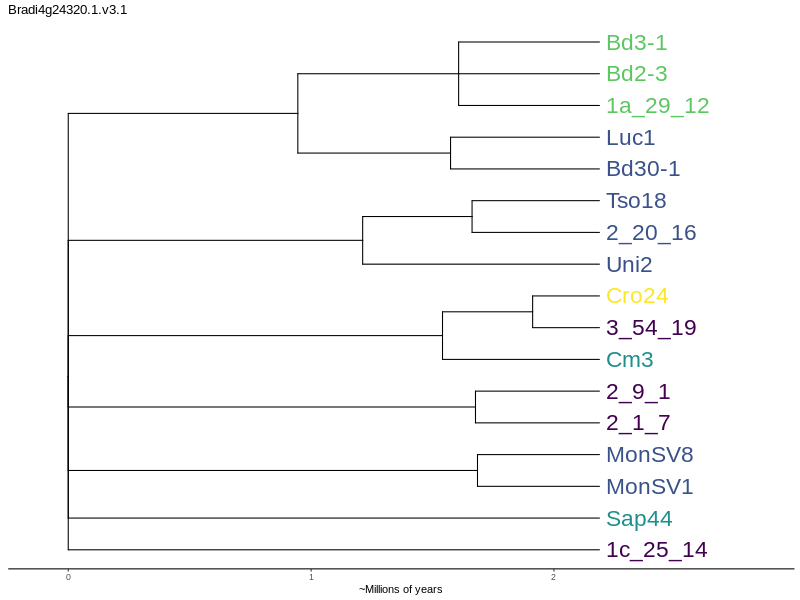 Bradi4g24320.1.v3.1
Bd3-1
Bd2-3
1a_29_12
Luc1
Bd30-1
Tso18
2_20_16
Uni2
Cro24
3_54_19
Cm3
2_9_1
2_1_7
MonSV8
MonSV1
Sap44
1c_25_14
0 1 2
~Millions of years